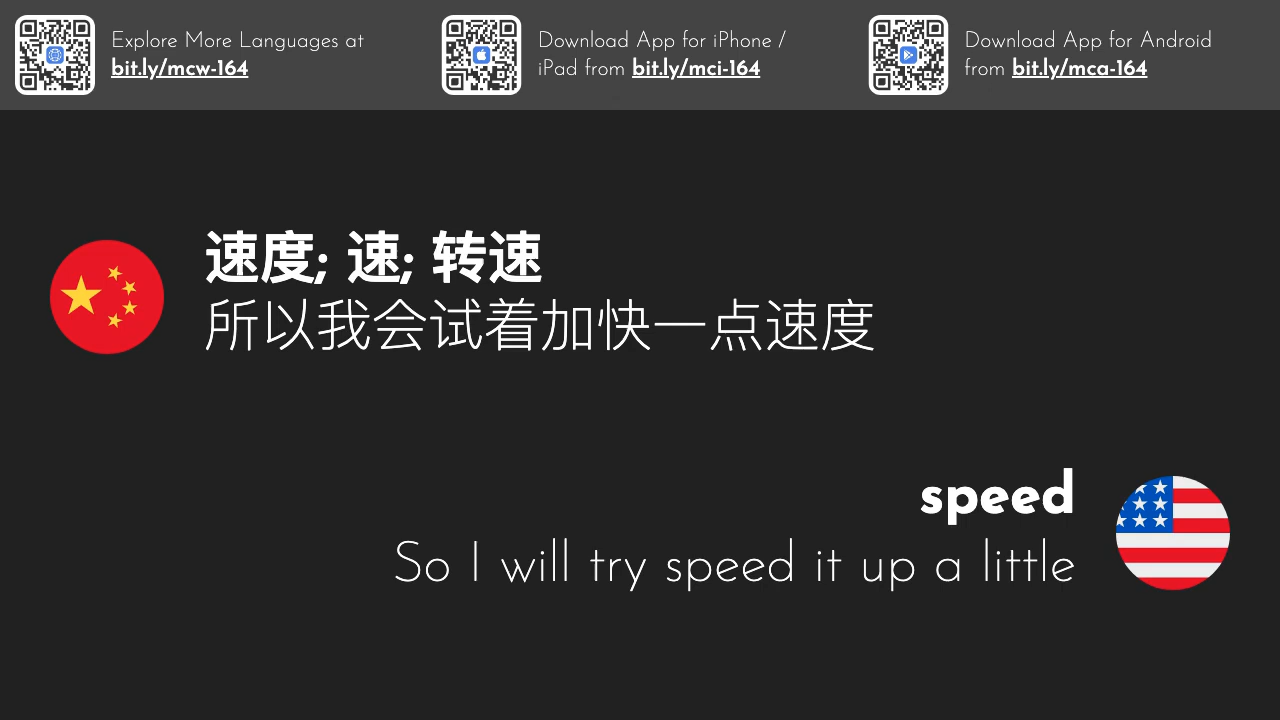 Explore More Languages at
bit.ly/mcw-164
Download App for iPhone /
iPad from bit.ly/mci-164
Download App for Android
from bit.ly/mca-164
速度; 速; 转速
所以我会试着加快一点速度
speed
So I will try speed it up a little